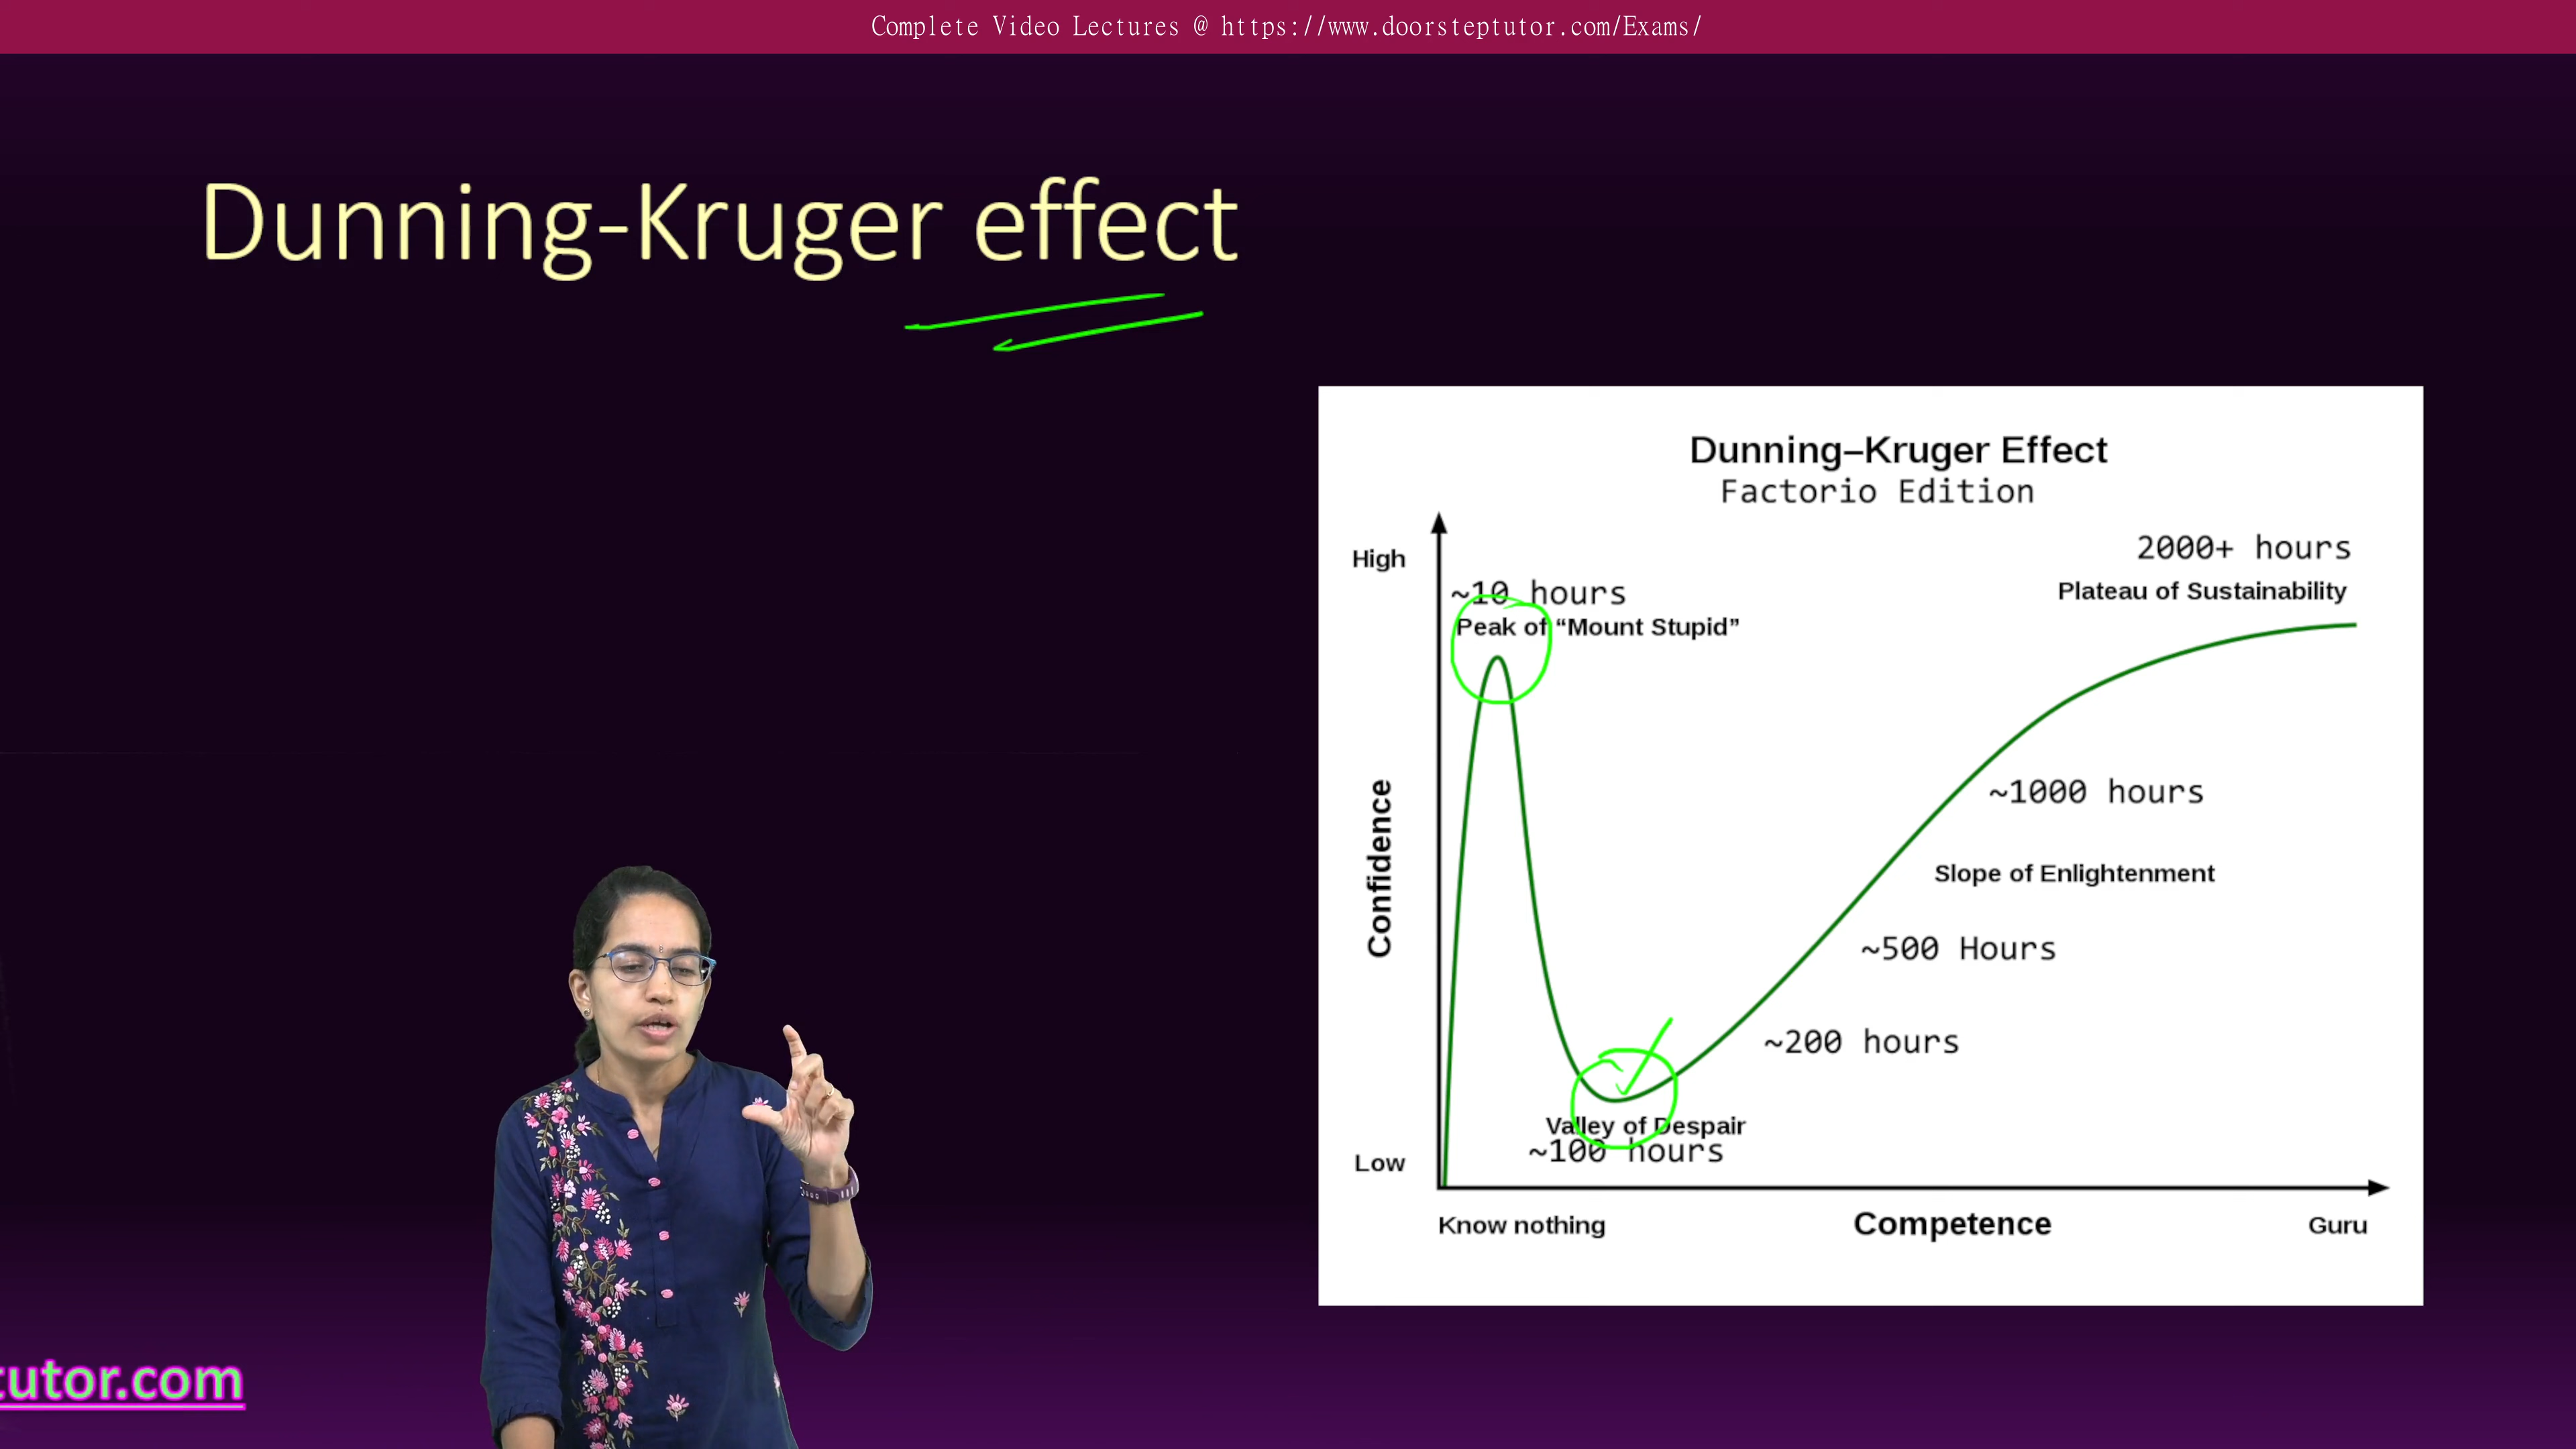 Complete Video Lectures @ https://www.doorsteptutor.com/Exams/
Dunning-Kruger effect
Dunning–Kruger Effect
Factorio Edition
High
~10 hours
Peak of “Mount Stupid”
2000+ hours
Plateau of Sustainability
~1000 hours
Slope of Enlightenment
~500 Hours
~200 hours
Confidence
Valley of Despair
~100 hours
Low
Know nothing
Competence
Guru
tutor.com